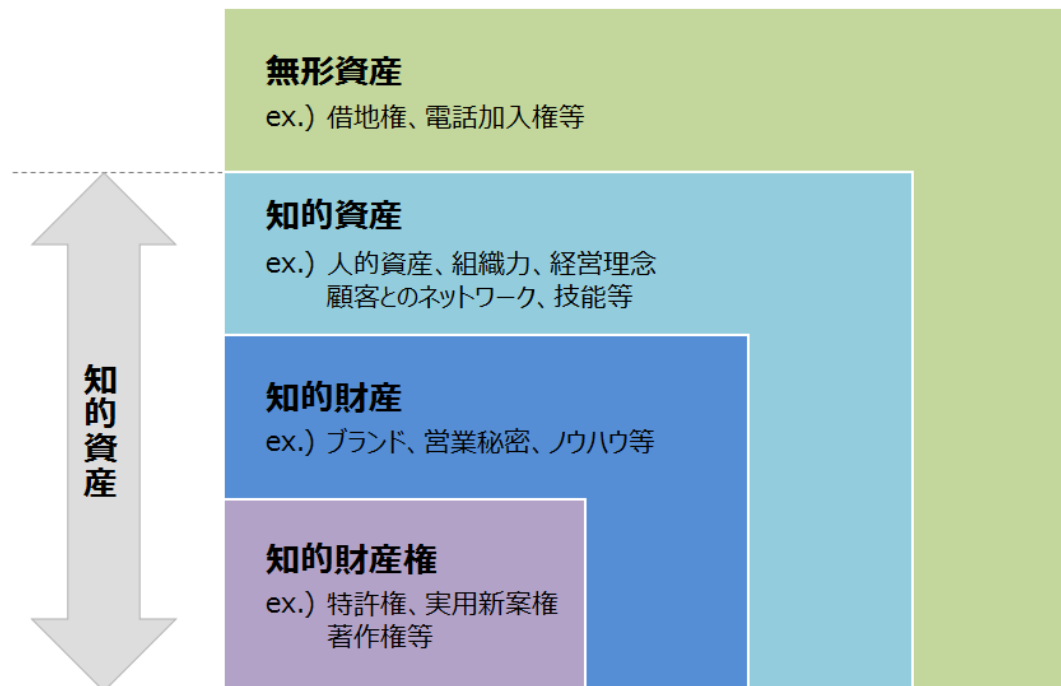 無形資産
ex.) 借地権、電話加入権等
知的資産
ex.) 人的資産、組織力、経営理念
顧客とのネットワーク、技能等
知的資産
知的財産
ex.) ブランド、営業秘密、ノウハウ等
知的財産権
ex.) 特許権、実用新案権
著作権等